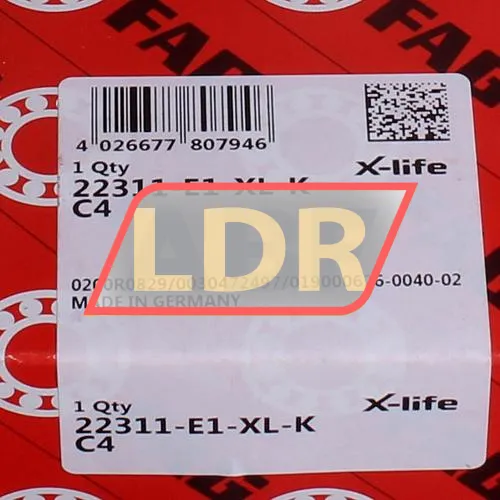 FAG
FAG
4 026677 807946
1 Qty
X-life
22311-E1-XL-K
C4
LDR
MADE IN GERMANY
1 Qty
X-life
22311-E1-XL-K
C4